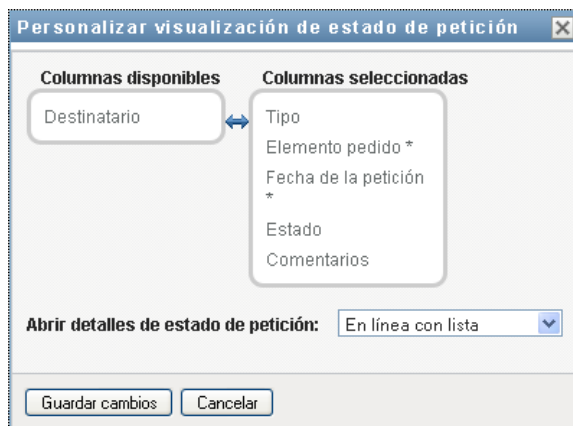 Personalizar visualización de estado de petición
Columnas disponibles
Columnas seleccionadas
Destinatario
Tipo
Elemento pedido *
Fecha de la petición
*
Estado
Comentarios
Abrir detalles de estado de petición:
En línea con lista
Guardar cambios
Cancelar